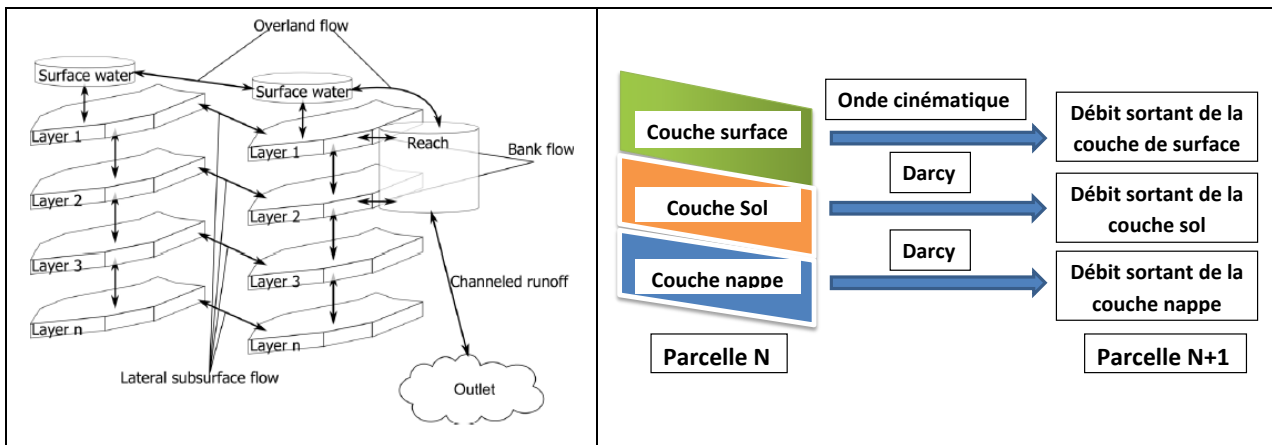 Overland flow
Surface water
Surface water
Layer 1
Layer 1
Reach
Bank flow
Layer 2
Layer 2
Layer 3
Layer 3
Channeled runoff
Layer n
Layer n
Lateral subsurface flow
Outlet
Onde cinématique
Couche surface
Débit sortant de la
couche de surface
Darcy
Couche Sol
Débit sortant de la
couche sol
Darcy
Couche nappe
Débit sortant de la
couche nappe
Parcelle N
Parcelle N+1